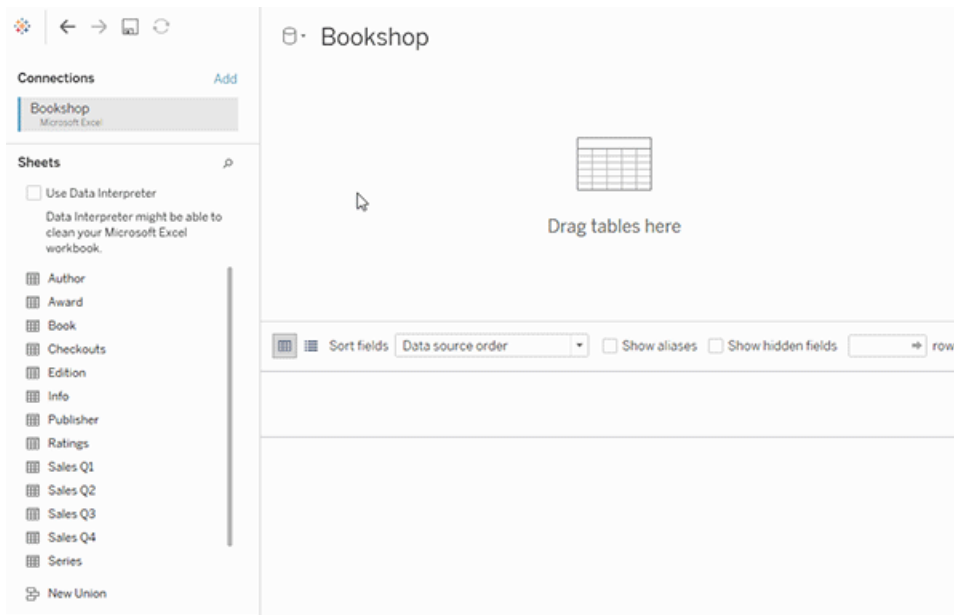 Bookshop
Connections
Add
Bookshop
Microsoft Excel
Sheets
Use Data Interpreter
Data Interpreter might be able to
clean your Microsoft Excel
workbook.
Author
Award
Book
Checkouts
Edition
Info
Publisher
Ratings
Sales Q1
Sales Q2
Sales Q3
Sales Q4
Series
New Union
Drag tables here
Sort fields
Data source order
Show aliases
Show hidden fields
row